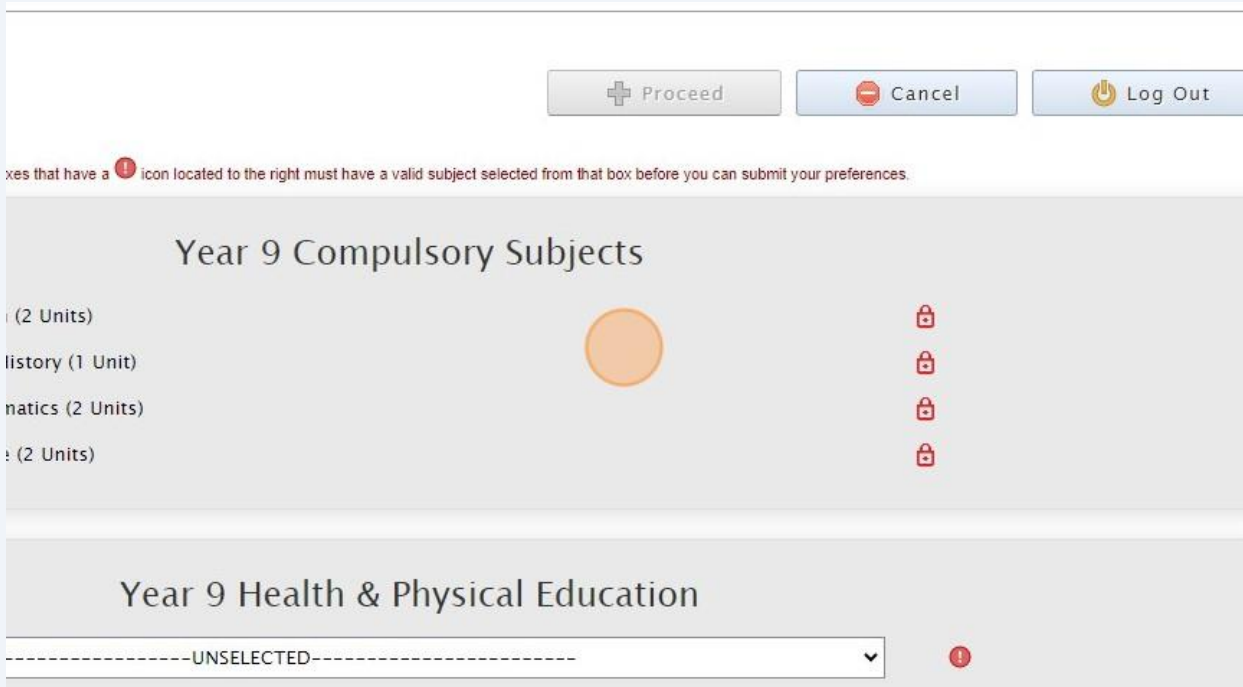 Proceed
Cancel
Log Out
xes that have a icon located to the right must have a valid subject selected from that box before you can submit your preferences.
Year 9 Compulsory Subjects
(2 Units)
istory (1 Unit)
matics (2 Units)
e (2 Units)
Year 9 Health & Physical Education
-----------------UNSELECTED------------------------